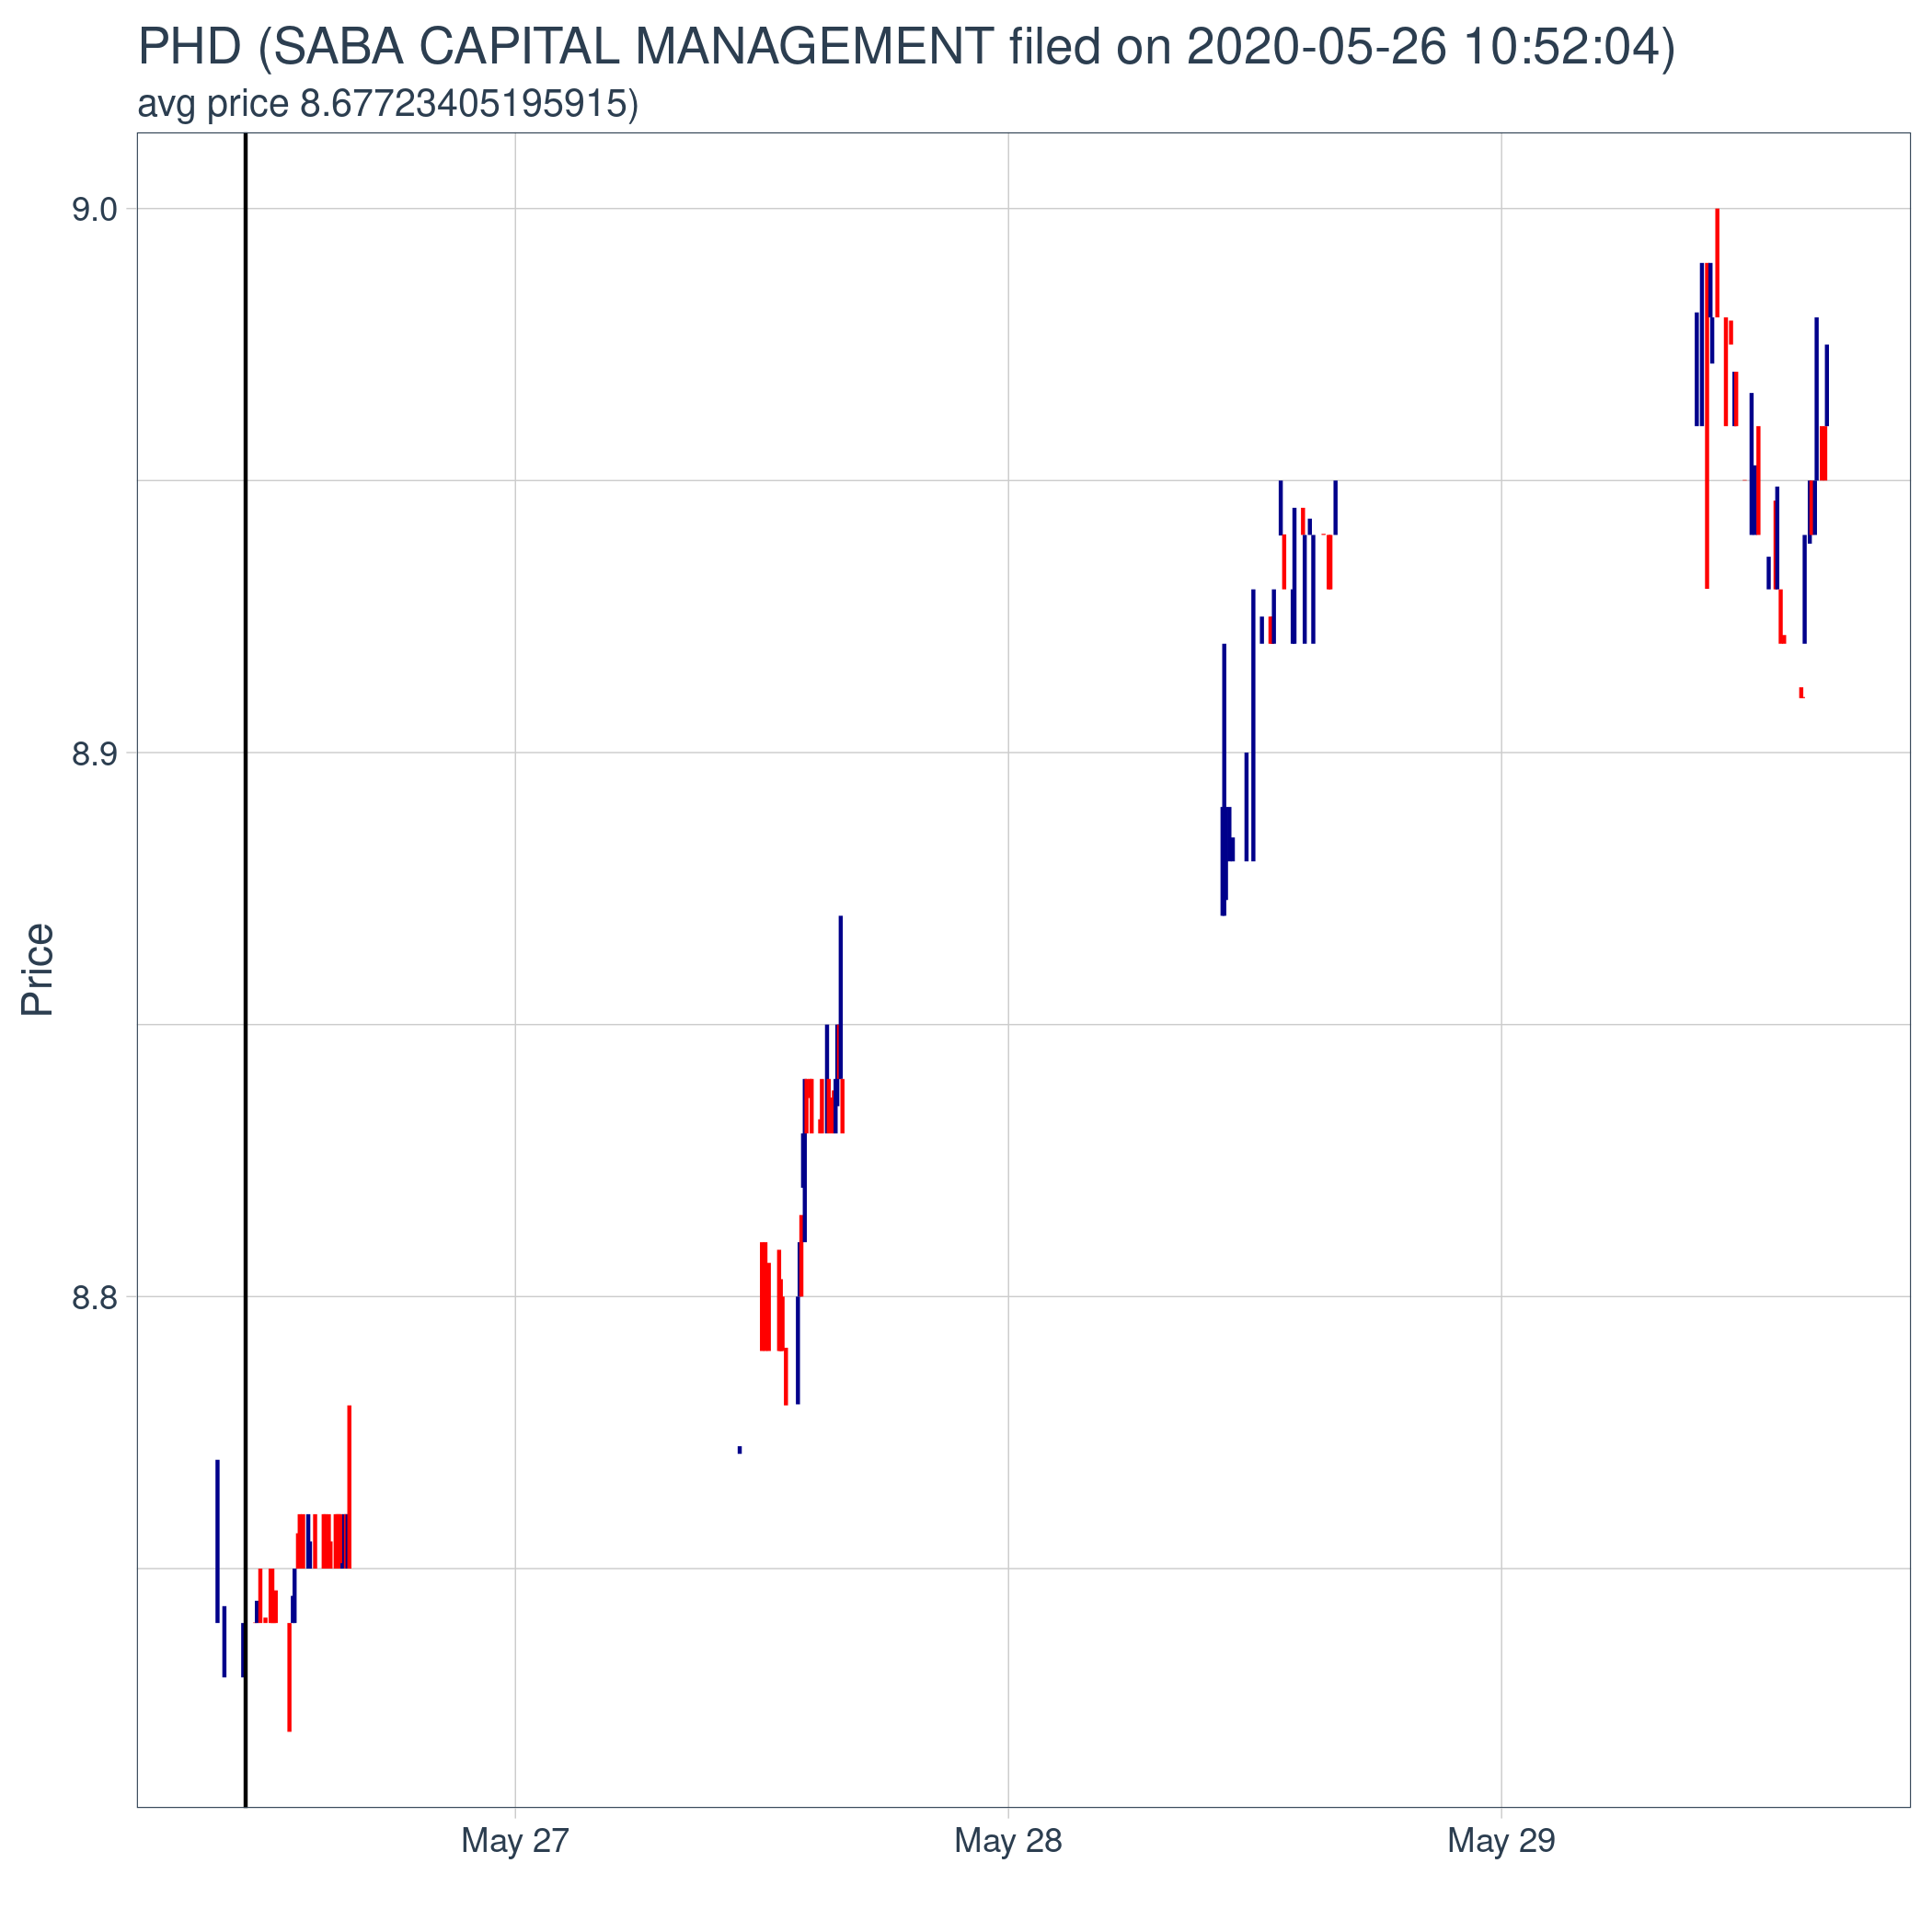 PHD (SABA CAPITAL MANAGEMENT filed on 2020-05-26 10:52:04)
avg price 8.67723405195915)
9.0
8.9
8.8
Price
May 27 May 28 May 29